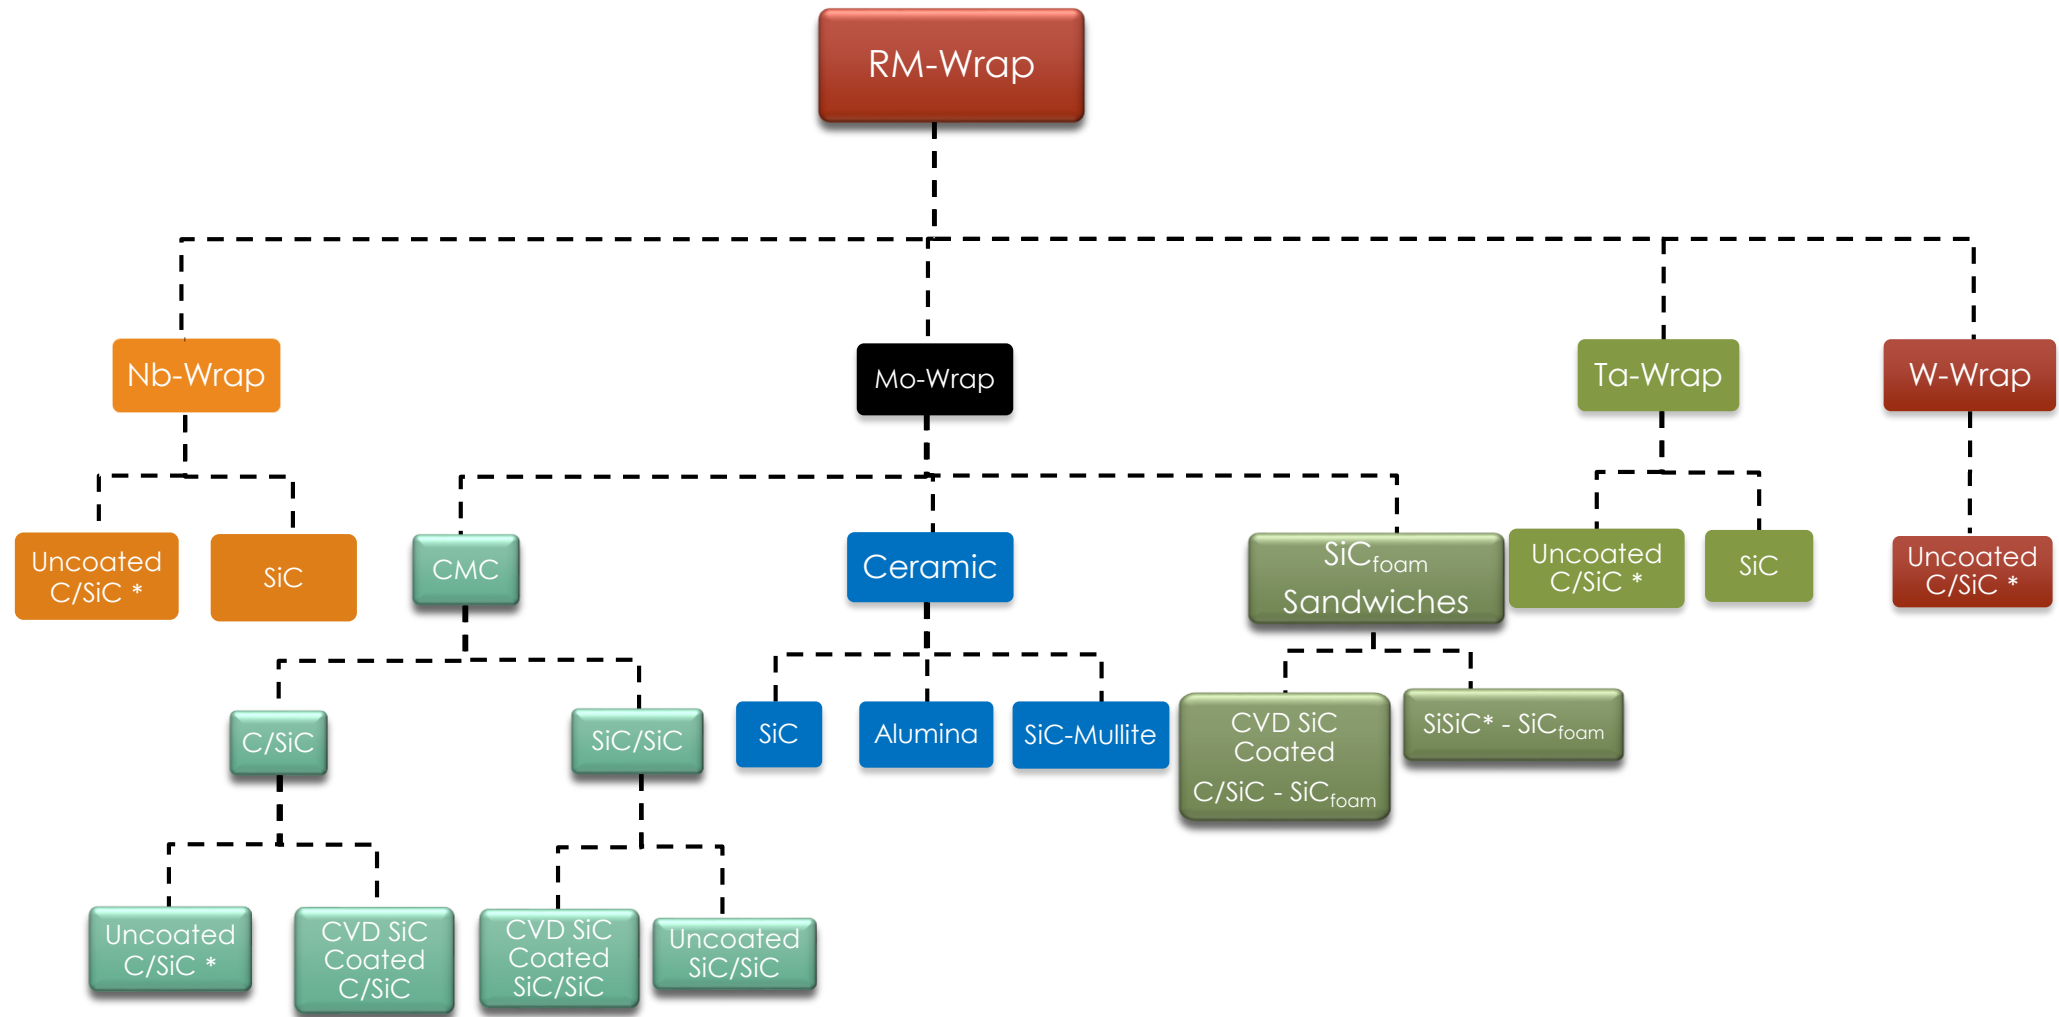 RM-Wrap
Nb-Wrap
Mo-Wrap
Ta-Wrap
W-Wrap
Uncoated
C/SiC *
SiC
CMC
Ceramic
SiCfoam
Sandwiches
Uncoated
C/SiC *
SiC
Uncoated
C/SiC *
C/SiC
SiC/SiC
SiC
Alumina
SiC-Mullite
CVD SiC
Coated
C/SiC - SiCfoam
SiSiC* - SiCfoam
Uncoated
C/SiC *
CVD SiC
Coated
C/SiC
CVD SiC
Coated
SiC/SiC
Uncoated
SiC/SiC